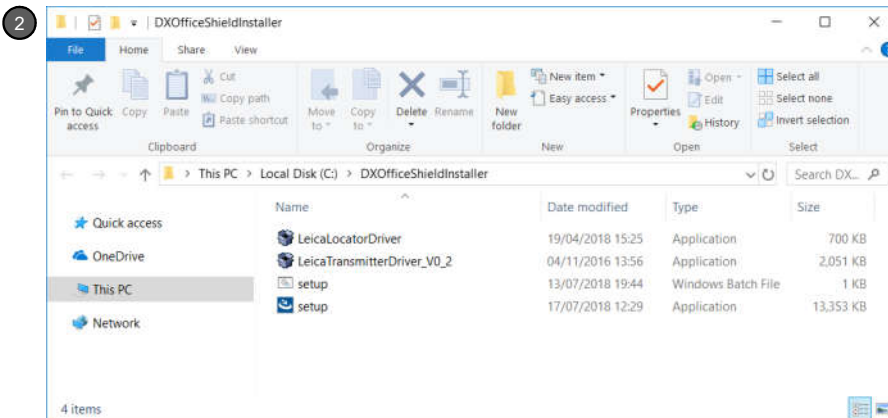 2
DXOfficeShieldInstaller
File Home Share View
Pin to Quick access
Copy
Paste
Cut
Copy path
Paste shortcut
Clipboard
Move to
Copy to
Delete
Rename
Organize
New folder
New item
Easy access
New
Properties
Open
Edit
History
Open
Select all
Select none
Invert selection
Select
This PC > Local Disk (C:) > DXOfficeShieldInstaller
Search DX...
Quick access
OneDrive
This PC
Network
Name Date modified Type Size
LeicaLocatorDriver 19/04/2018 15:25 Application 700 KB
LeicaTransmitterDriver_V0_2 04/11/2016 13:56 Application 2,051 KB
setup 13/07/2018 19:44 Windows Batch File 1 KB
setup 17/07/2018 12:29 Application 13,353 KB
4 items